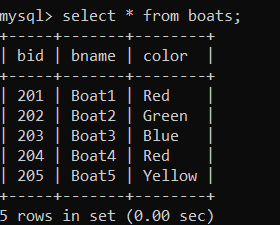 mysql> select * from boats;
+-----+-------+--------+
| bid | bname | color  |
+-----+-------+--------+
| 201 | Boat1 | Red    |
| 202 | Boat2 | Green  |
| 203 | Boat3 | Blue   |
| 204 | Boat4 | Red    |
| 205 | Boat5 | Yellow |
+-----+-------+--------+
5 rows in set (0.00 sec)